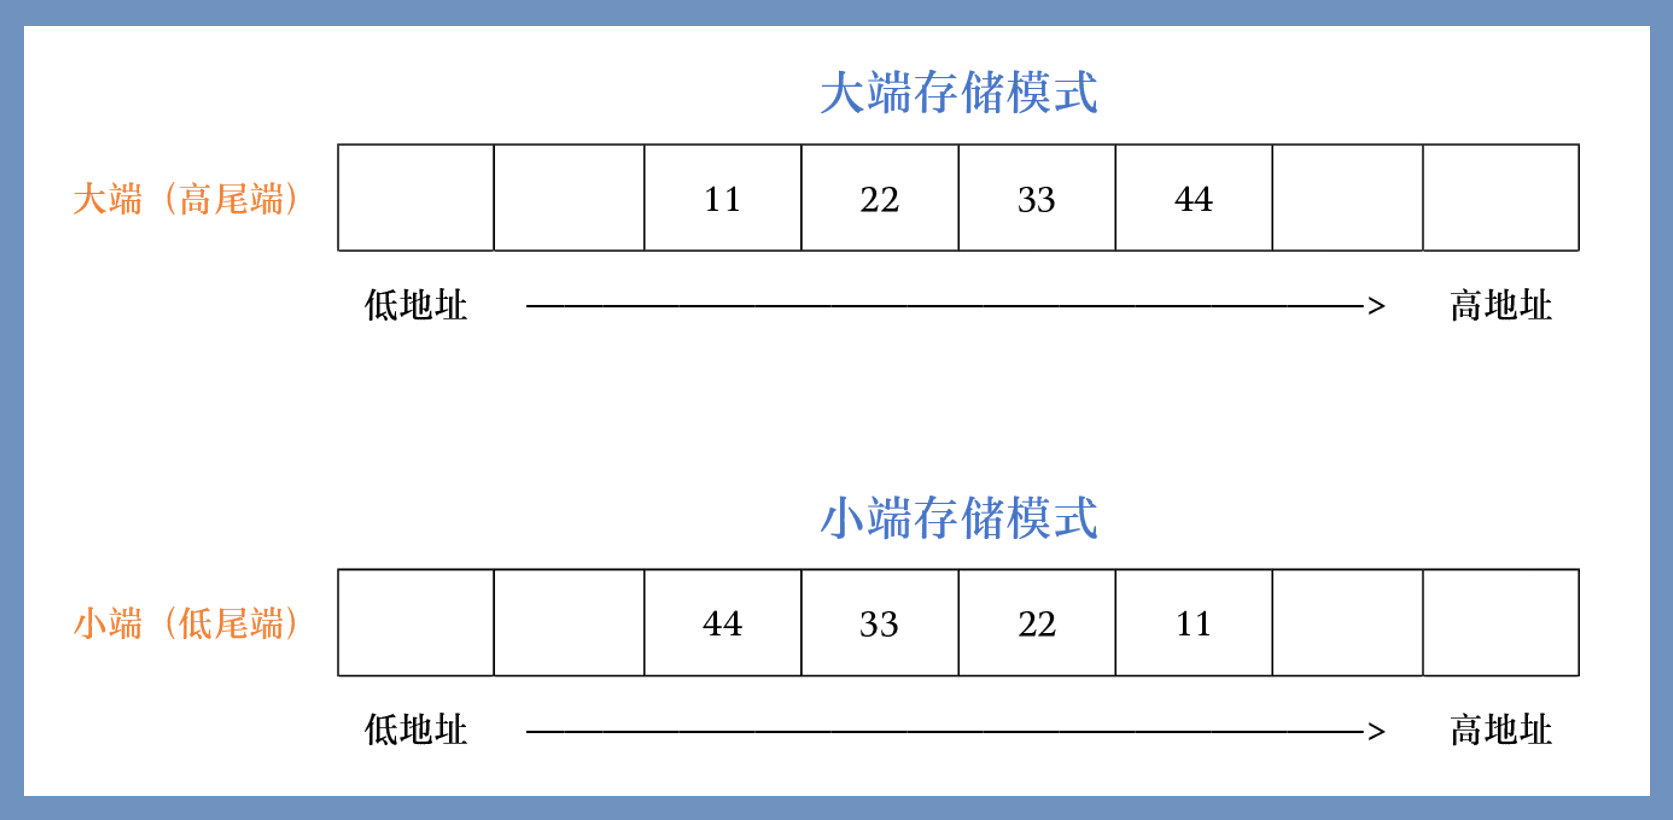 大端存储模式
大端（高尾端） 11 22 33 44
低地址 ————————————> 高地址
小端存储模式
小端（低尾端） 44 33 22 11
低地址 ————————————> 高地址